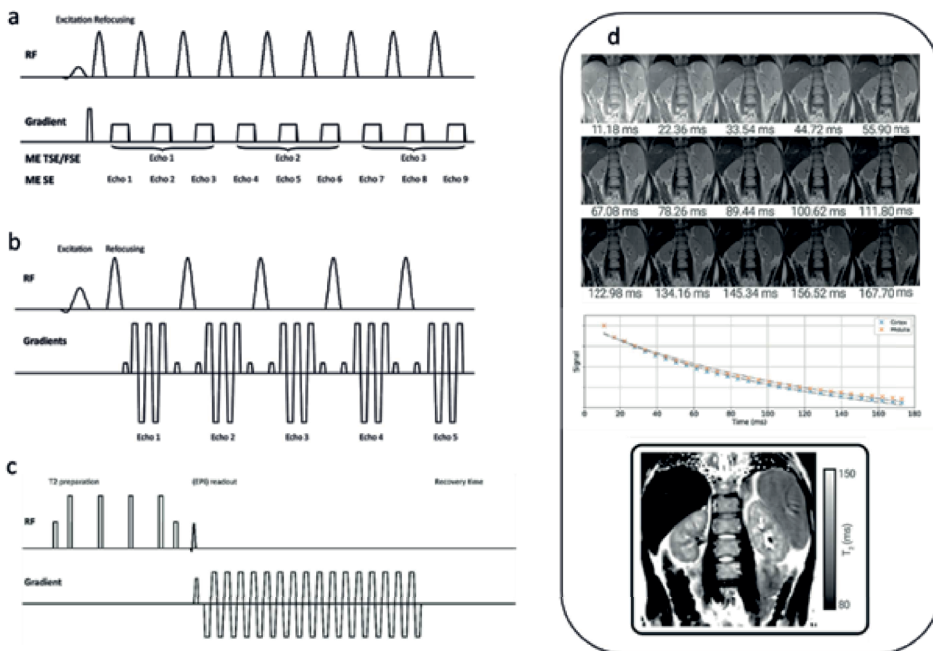 a
Excitation Refocusing
RF
Gradient
ME TSE/FSE
Echo 1 Echo 2 Echo 3
ME SE
Echo 1 Echo 2 Echo 3 Echo 4 Echo 5 Echo 6 Echo 7 Echo 8 Echo 9
b
Excitation Refocusing
RF
Gradients
Echo 1 Echo 2 Echo 3 Echo 4 Echo 5
c
T2 preparation (EPI) readout Recovery time
RF
Gradient
d
11.18 ms 22.36 ms 33.54 ms 44.72 ms 55.90 ms
67.08 ms 78.26 ms 89.44 ms 100.62 ms 111.80 ms
122.98 ms 134.16 ms 145.34 ms 156.52 ms 167.70 ms
Cortex
Medulla
Signal
0 20 40 60 80 100 120 140 160 180
Time (ms)
150
T2 (ms)
80